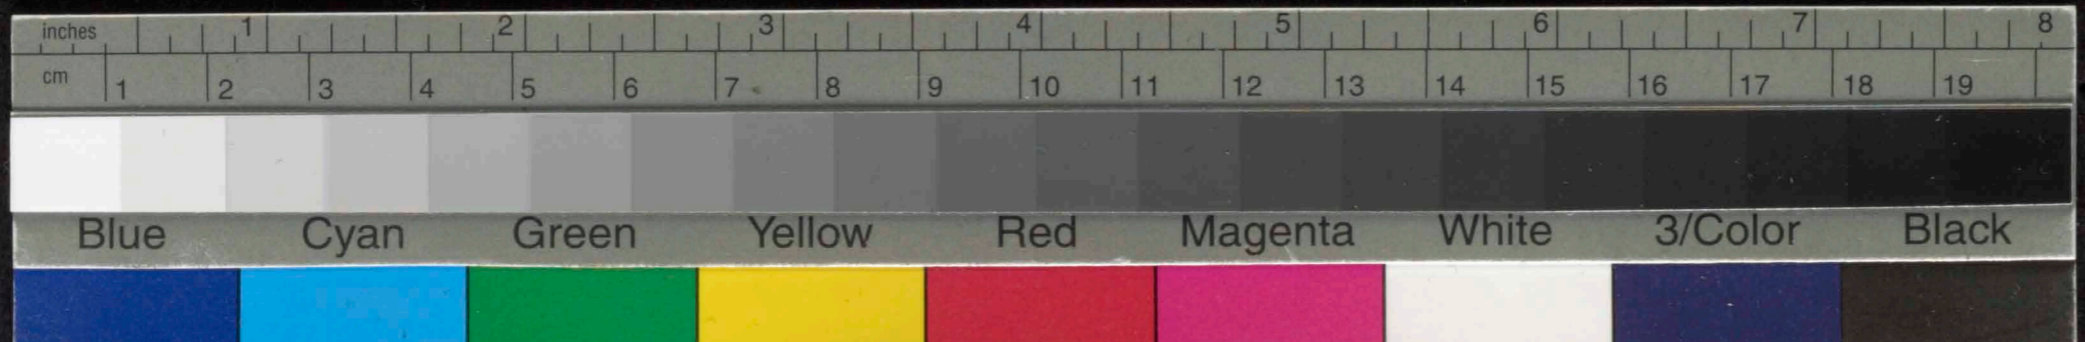 inches 1 2 3 4 5 6 7 8
cm 1 2 3 4 5 6 7 8 9 10 11 12 13 14 15 16 17 18 19
Blue Cyan Green Yellow Red Magenta White 3/Color Black